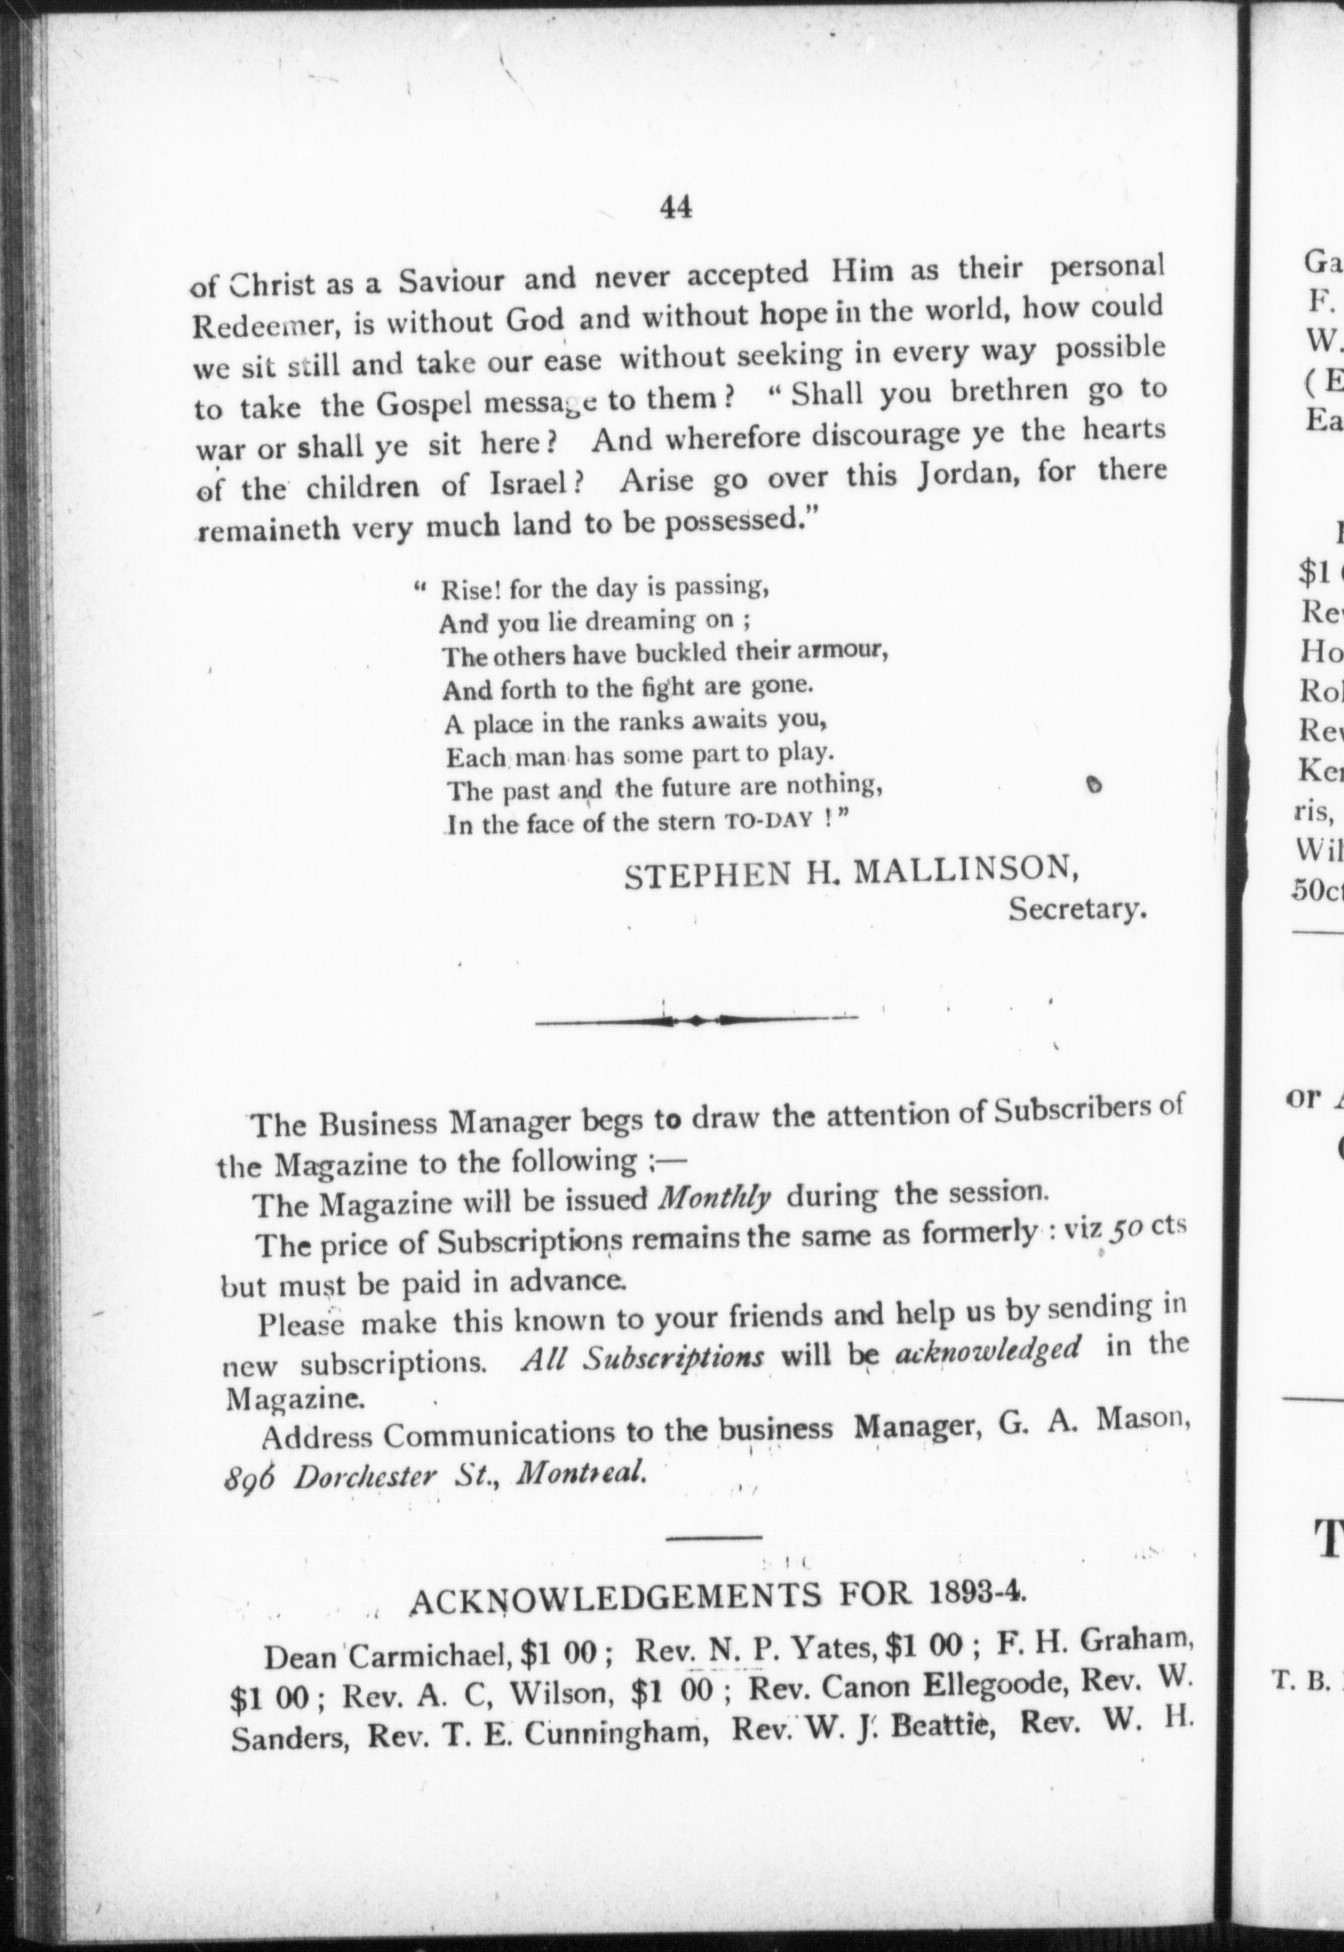 44
of Christ as a Saviour and never accepted Him as their personal
Redeemer, is without God and without hope in the world, how could
we sit still and take our ease without seeking in every way possible
to take the Gospel message to them ? “ Shall you brethren go to
war or shall ye sit here ? And wherefore discourage ye the hearts
of the children of Israel ? Arise go over this Jordan, for there
remaineth very much land to be possessed.”
“ Rise! for the day is passing,
And you lie dreaming on ;
The others have buckled their armour,
And forth to the fight are gone.
A place in the ranks awaits you,
Each man has some part to play.
The past and the future are nothing,
In the face of the stern TO-DAY !”
STEPHEN H. MALLINSON,
Secretary.
The Business Manager begs to draw the attention of Subscribers of
the Magazine to the following ;—
The Magazine will be issued Monthly during the session.
The price of Subscriptions remains the same as formerly : viz 50 cts
but must be paid in advance.
Please make this known to your friends and help us by sending in
new subscriptions. All Subscriptions will be acknowledged in the
Magazine.
Address Communications to the business Manager, G. A. Mason,
896 Dorchester St., Montreal.
ACKNOWLEDGEMENTS FOR 1893-4.
Dean Carmichael, $1 00 ; Rev. N. P. Yates, $1 00 ; F. H. Graham,
$1 00 ; Rev. A. C, Wilson, $1 00 ; Rev. Canon Ellegoode, Rev. W.
Sanders, Rev. T. E. Cunningham, Rev. W. J. Beattie, Rev. W. H.
F.
W.
ris,
or
T. B.